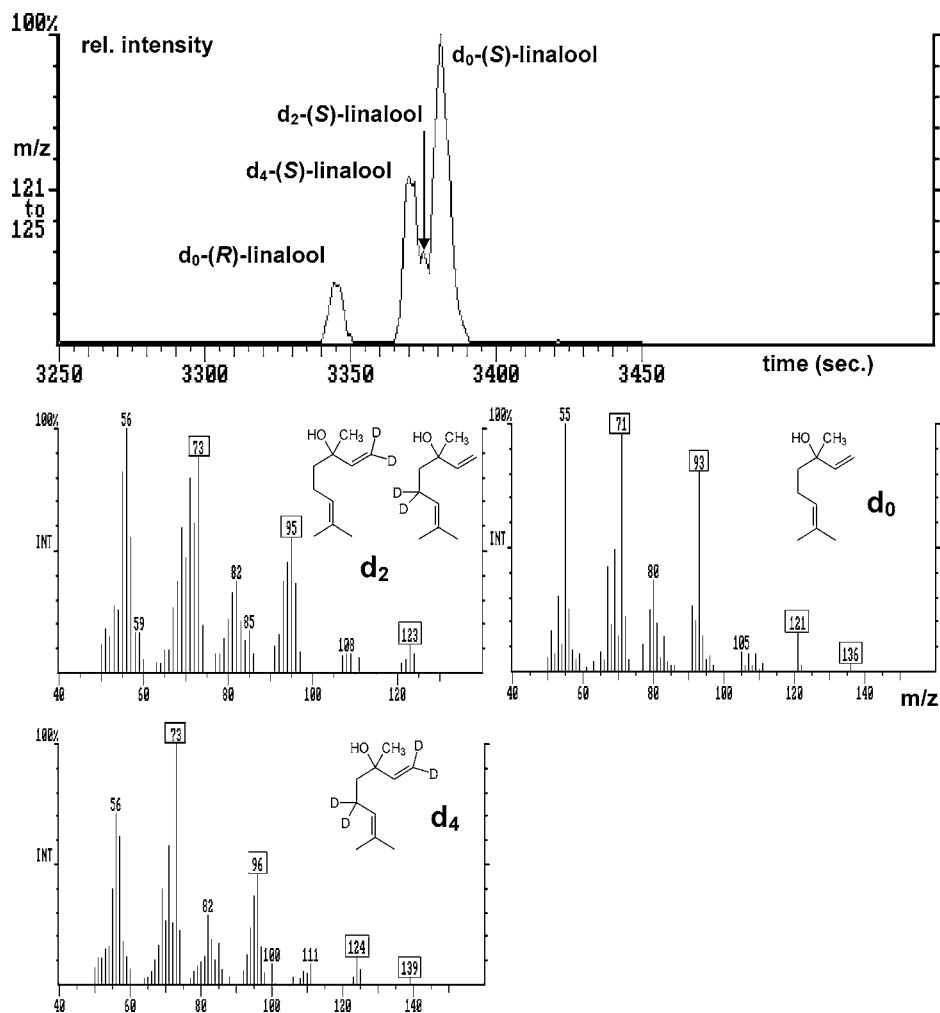 100%
rel. intensity
d₀-(S)-linalool
d₂-(S)-linalool
m/z
d₄-(S)-linalool
121
to
125
d₀-(R)-linalool
3250 3300 3350 3400 3450
time (sec.)
100%
56
73
95
82
59
85
108
123
INT
HO CH₃ D
D
HO CH₃
D
D
d₂
40 60 80 100 120
100%
55
71
93
80
105
121
136
INT
HO CH₃
d₀
40 60 80 100 120 140
m/z
100%
73
56
96
82
100
111
124
139
INT
HO CH₃ D
D
D
D
d₄
40 60 80 100 120 140